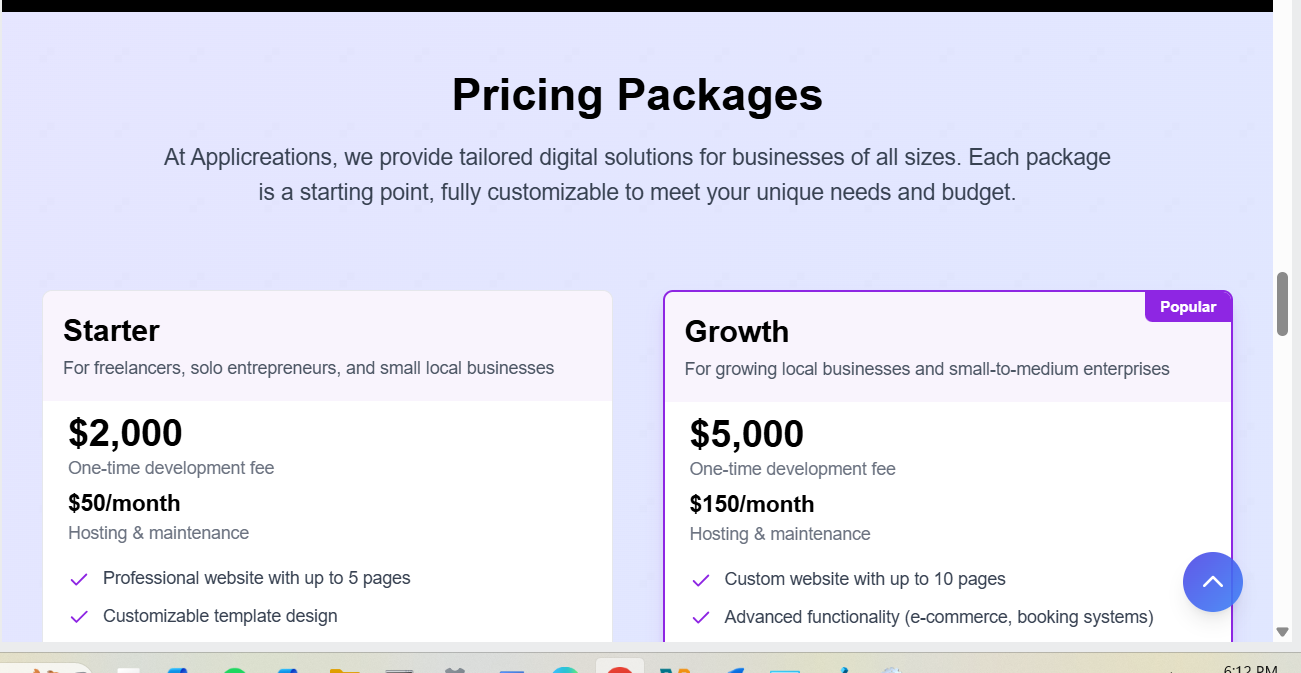 Pricing Packages
At Applicreations, we provide tailored digital solutions for businesses of all sizes. Each package
is a starting point, fully customizable to meet your unique needs and budget.
Starter
For freelancers, solo entrepreneurs, and small local businesses
$2,000
One-time development fee
$50/month
Hosting & maintenance
Professional website with up to 5 pages
Customizable template design
Popular
Growth
For growing local businesses and small-to-medium enterprises
$5,000
One-time development fee
$150/month
Hosting & maintenance
Custom website with up to 10 pages
Advanced functionality (e-commerce, booking systems)
6:12 PM